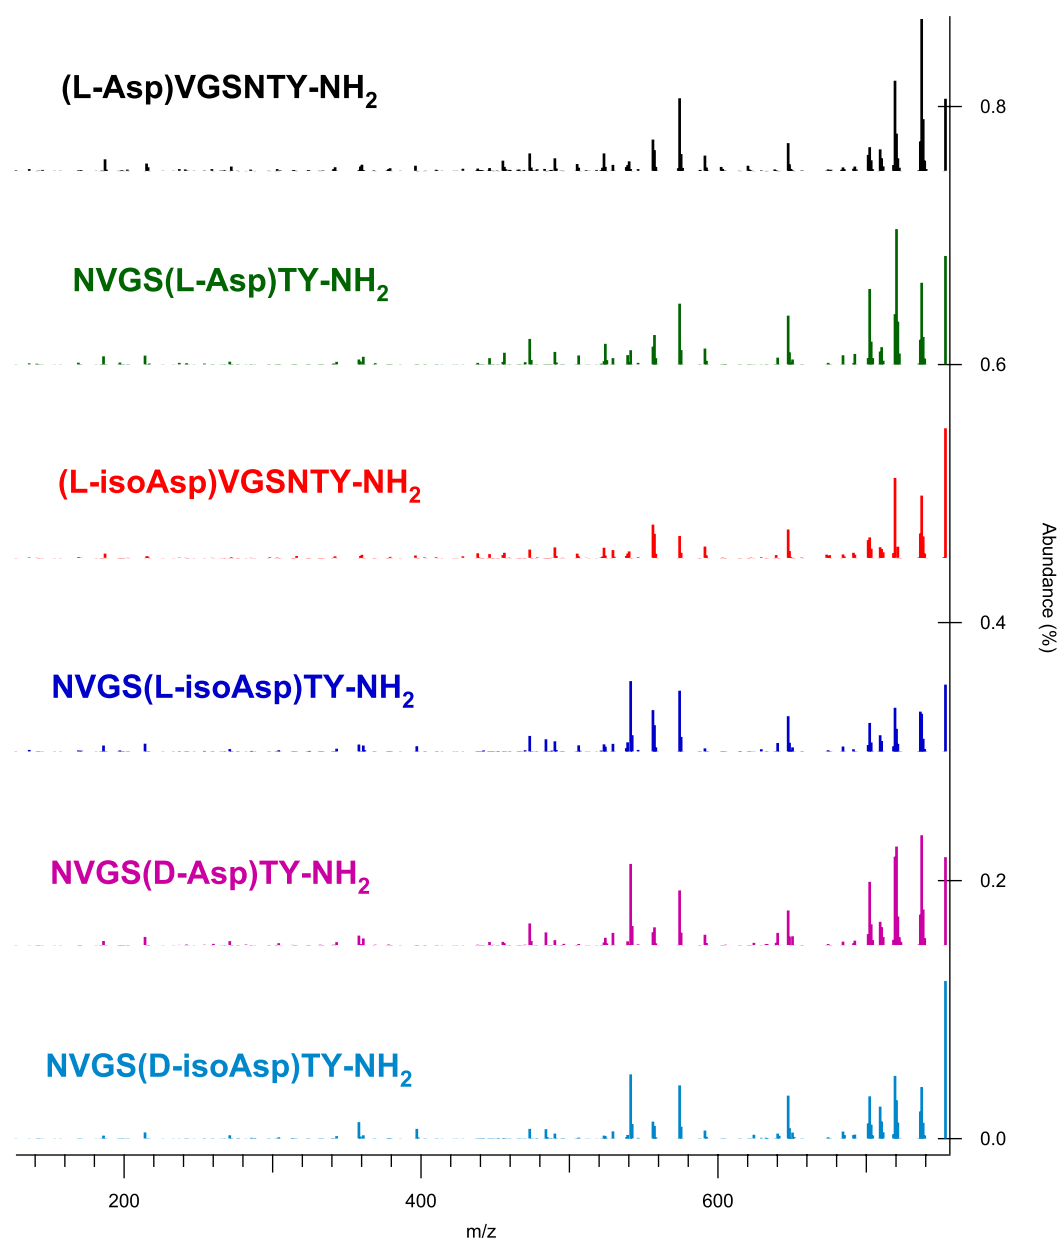 (L-Asp)VGSNTY-NH2
0.8
NVGS(L-Asp)TY-NH2
0.6
(L-isoAsp)VGSNTY-NH2
Abundance (%)
0.4
NVGS(L-isoAsp)TY-NH2
NVGS(D-Asp)TY-NH2
0.2
NVGS(D-isoAsp)TY-NH2
0.0
200 400 600
m/z